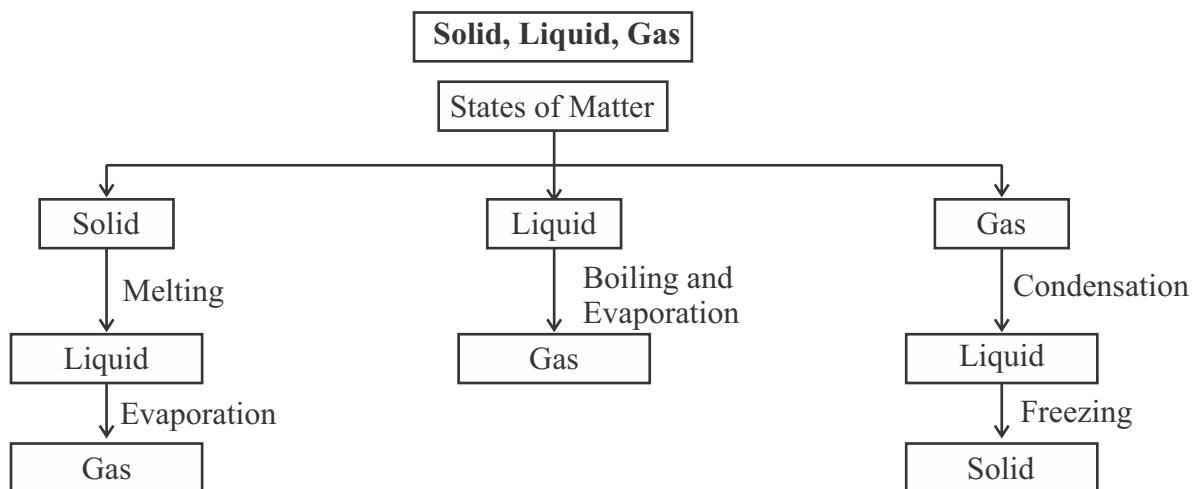 Solid, Liquid, Gas
States of Matter
Solid
Liquid
Gas
Melting
Boiling and
Evaporation
Condensation
Liquid
Gas
Liquid
Evaporation
Freezing
Gas
Solid